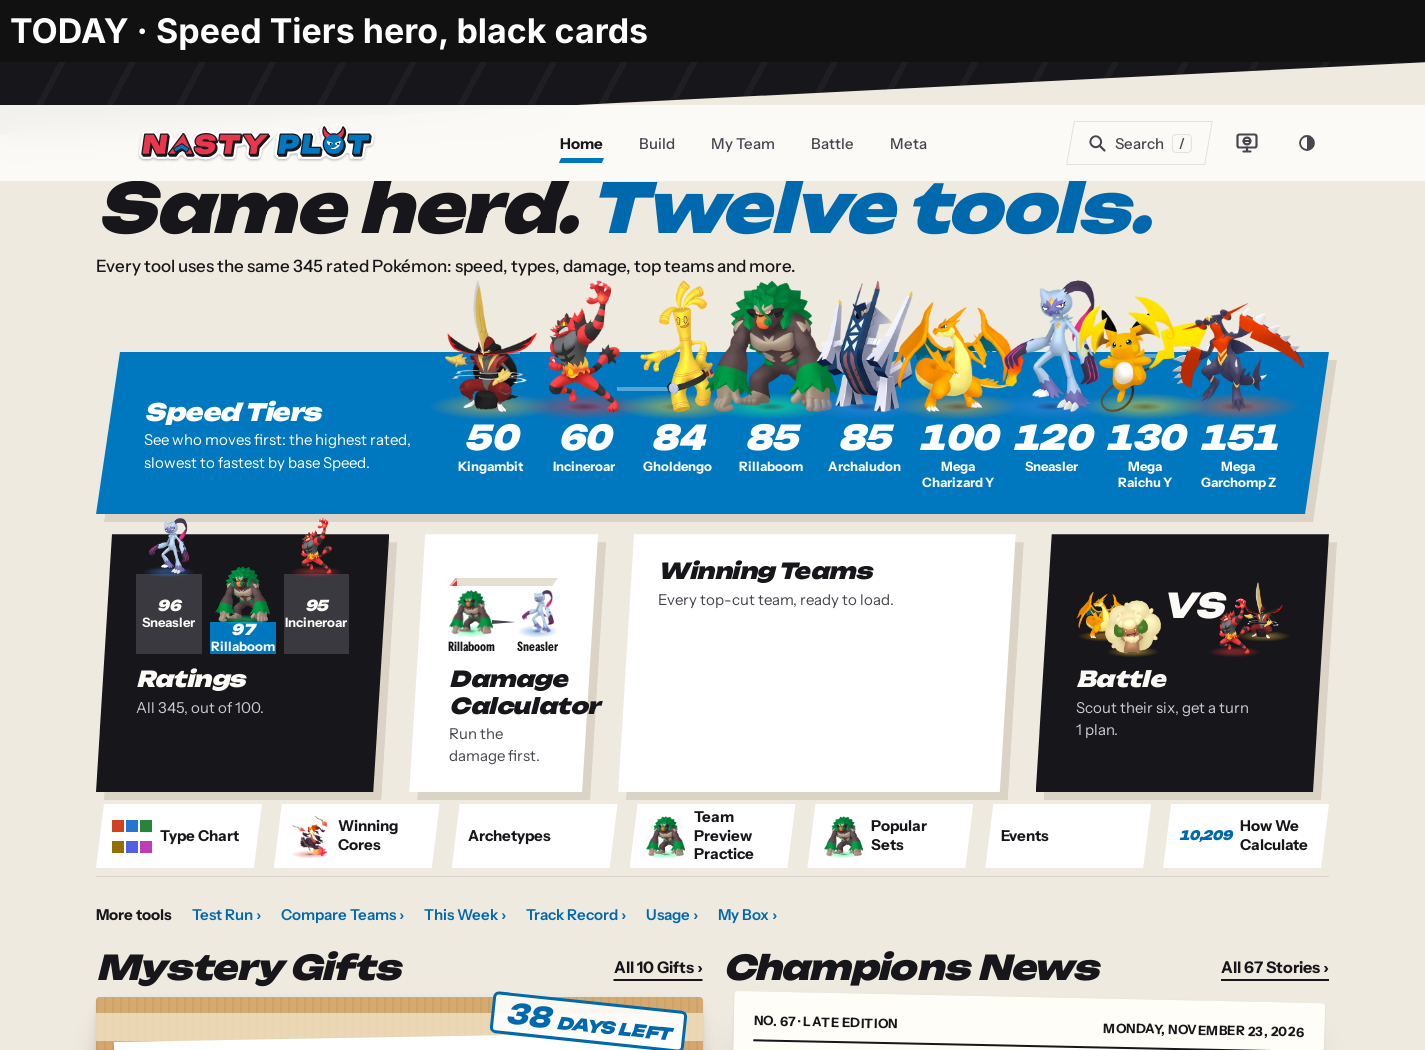 TODAY · Speed Tiers hero, black cards
NASTY PLOT
Home
Build
My Team
Battle
Meta
Search /
Same herd. Twelve tools.
Every tool uses the same 345 rated Pokémon: speed, types, damage, top teams and more.
Speed Tiers
See who moves first: the highest rated,
slowest to fastest by base Speed.
50
Kingambit
60
Incineroar
84
Gholdengo
85
Rillaboom
85
Archaludon
100
Mega
Charizard Y
120
Sneasler
130
Mega
Raichu Y
151
Mega
Garchomp Z
96
Sneasler
97
Rillaboom
95
Incineroar
Ratings
All 345, out of 100.
Rillaboom
Sneasler
Damage
Calculator
Run the
damage first.
Winning Teams
Every top-cut team, ready to load.
VS
Battle
Scout their six, get a turn
1 plan.
Type Chart
Winning
Cores
Archetypes
Team
Preview
Practice
Popular
Sets
Events
10,209
How We
Calculate
More tools
Test Run ›
Compare Teams ›
This Week ›
Track Record ›
Usage ›
My Box ›
Mystery Gifts
All 10 Gifts ›
38 DAYS LEFT
Champions News
All 67 Stories ›
NO. 67 · LATE EDITION
MONDAY, NOVEMBER 23, 2026